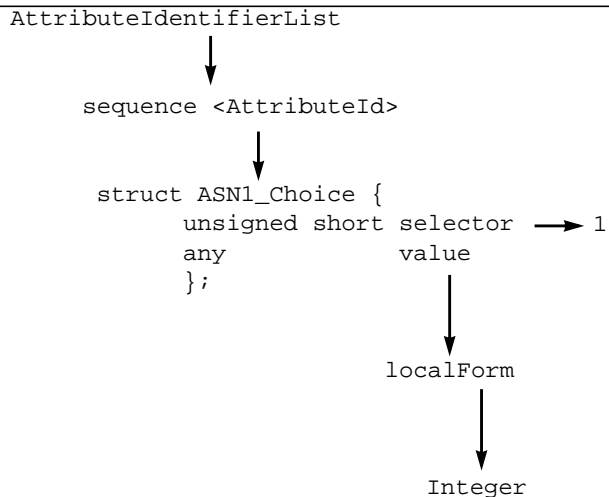 AttributeIdentifierList
sequence <AttributeId>
struct ASN1_Choice {
unsigned short selector 1
any value
};
localForm
Integer